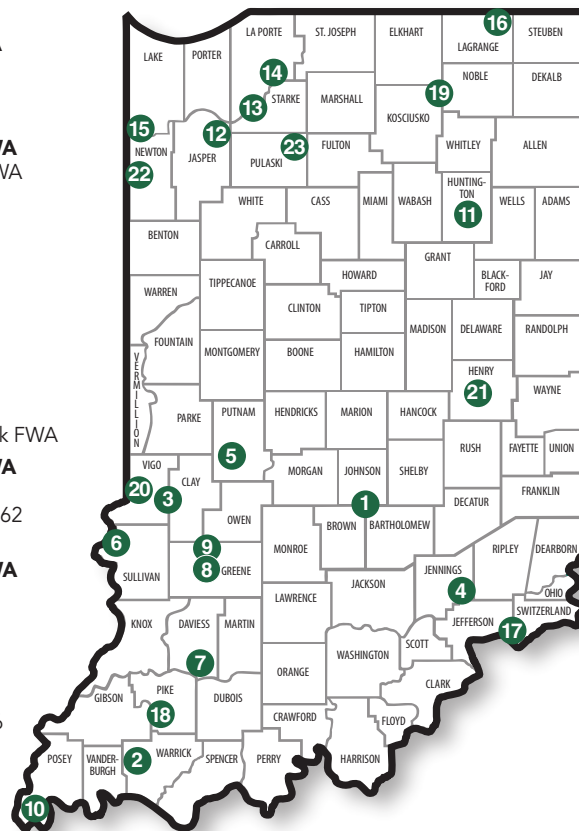 A
WA
WA
k FWA
WA
62
WA
16
LA PORTE
ST. JOSEPH
ELKHART
LAGRANGE
STEUBEN
LAKE
PORTER
14
NOBLE
DEKALB
STARKE
MARSHALL
19
13
KOSCIUSKO
15
12
23
NEWTON
JASPER
PULASKI
FULTON
WHITLEY
ALLEN
22
HUNTING-
TON
WHITE
CASS
MIAMI
WABASH
11
WELLS
ADAMS
BENTON
CARROLL
GRANT
HOWARD
BLACK-
FORD
JAY
WARREN
TIPPECANOE
CLINTON
TIPTON
MADISON
DELAWARE
RANDOLPH
FOUNTAIN
MONTGOMERY
BOONE
HAMILTON
VERMILLION
HENRY
21
WAYNE
PARKE
PUTNAM
HENDRICKS
MARION
HANCOCK
5
RUSH
FAYETTE
UNION
VIGO
CLAY
MORGAN
JOHNSON
SHELBY
20
3
FRANKLIN
1
DECATUR
OWEN
BROWN
BARTHOLOMEW
6
9
MONROE
RIPLEY
DEARBORN
SULLIVAN
8
GREENE
JENNINGS
JACKSON
4
OHIO
LAWRENCE
SWITZERLAND
KNOX
DAVIESS
MARTIN
JEFFERSON
17
WASHINGTON
SCOTT
7
ORANGE
PIKE
GIBSON
DUBOIS
CLARK
18
CRAWFORD
FLOYD
POSEY
VANDER-
BURGH
2
WARRICK
SPENCER
PERRY
HARRISON
10